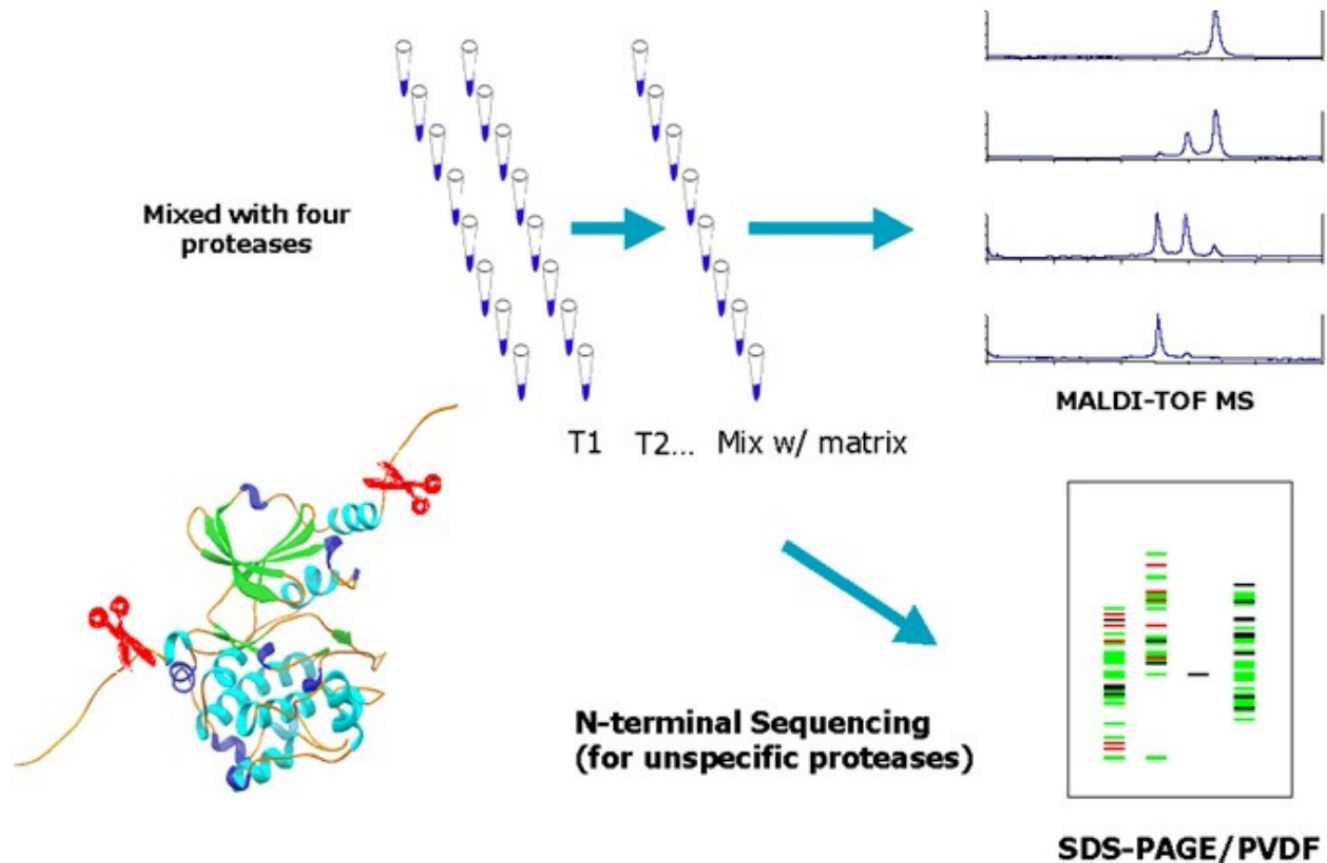 Mixed with four
proteases
T1 T2... Mix w/ matrix
MALDI-TOF MS
N-terminal Sequencing
(for unspecific proteases)
SDS-PAGE/PVDF